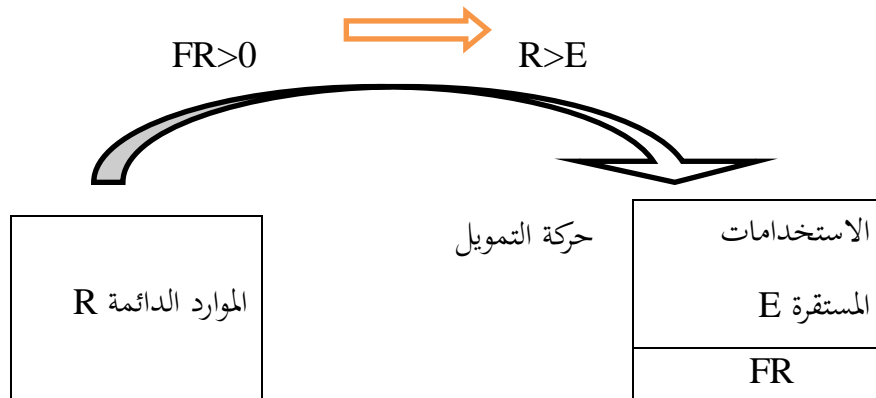 FR>0
R>E
الاستخدامات
حركة التمويل
المستقرة E
الموارد الدائمة R
FR